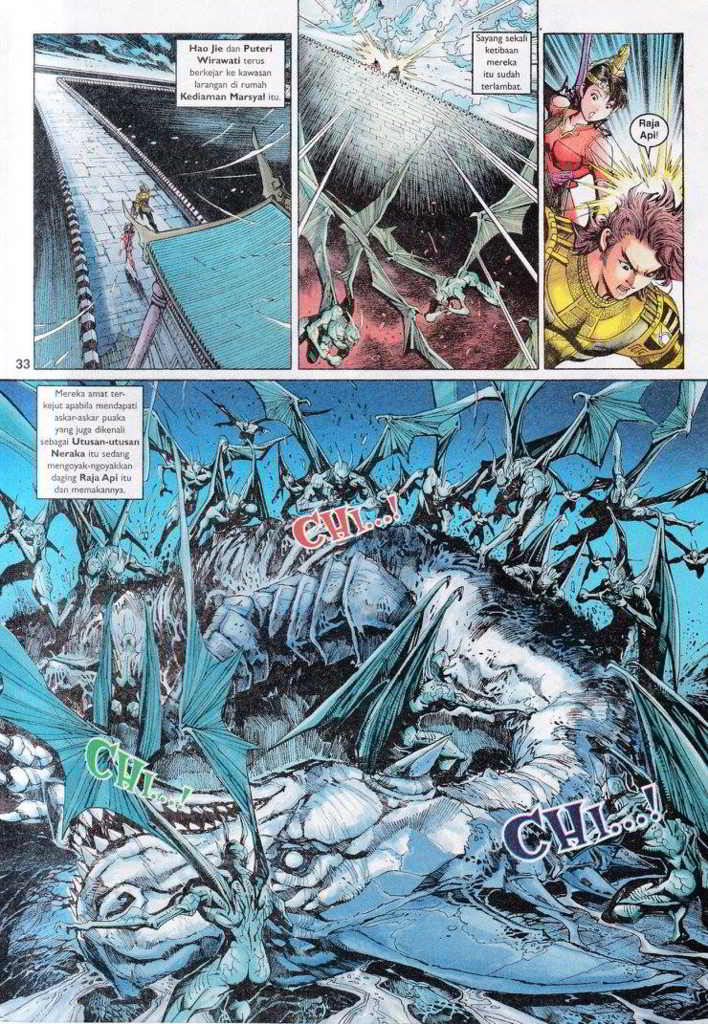 Hao Jie dan Puteri
Wirawati terus
berkejar ke kawasan
larangan di rumah
Kediaman Marsyal itu.
Sayang sekali
ketibaan
mereka
itu sudah
terlambat.
Raja
Api!
33
Mereka amat ter-
kejut apabila mendapati
askar-askar puaka
yang juga dikenali
sebagai Utusan-utusan
Neraka itu sedang
mengoyak-ngoyakkan
daging Raja Api itu
dan memakannya.
CHI...!
CHI...!
CHI...!